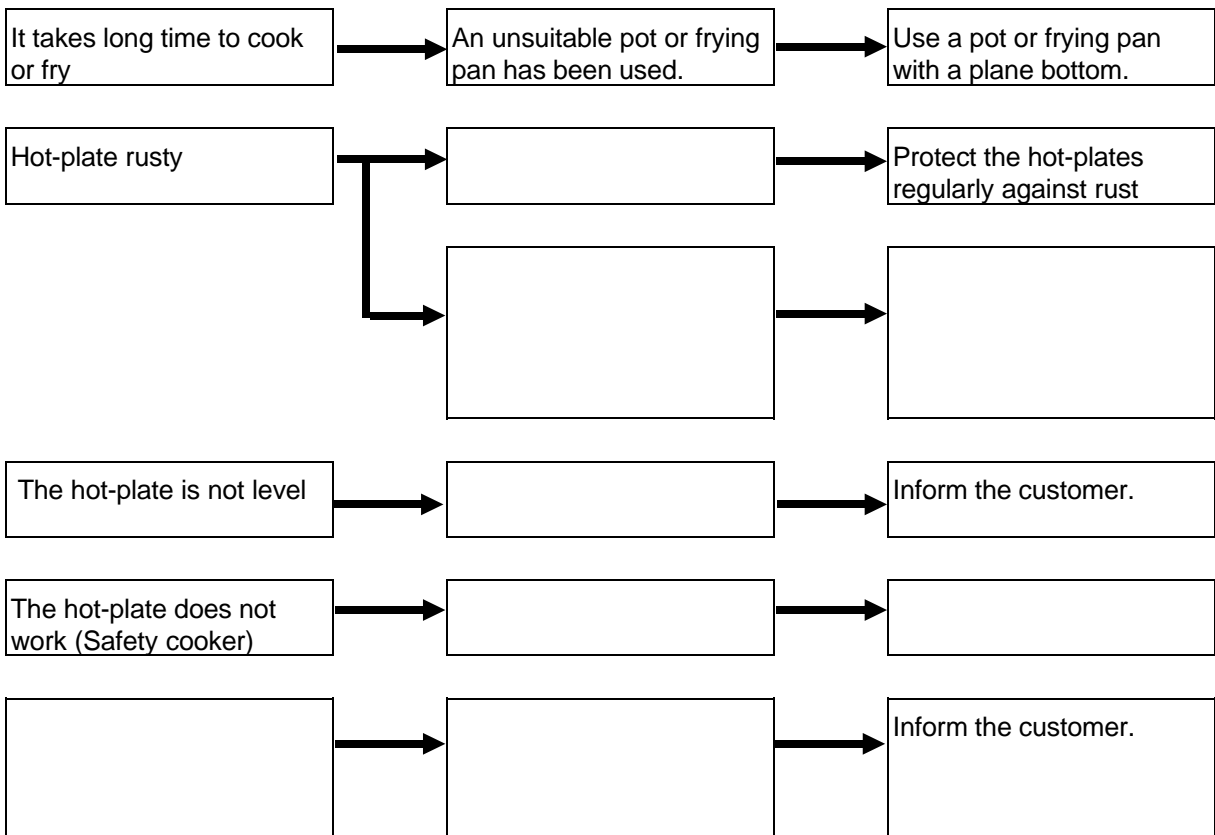 It takes long time to cook
or fry
An unsuitable pot or frying
pan has been used.
Use a pot or frying pan
with a plane bottom.
Hot-plate rusty
Protect the hot-plates
regularly against rust
The hot-plate is not level
Inform the customer.
The hot-plate does not
work (Safety cooker)
Inform the customer.